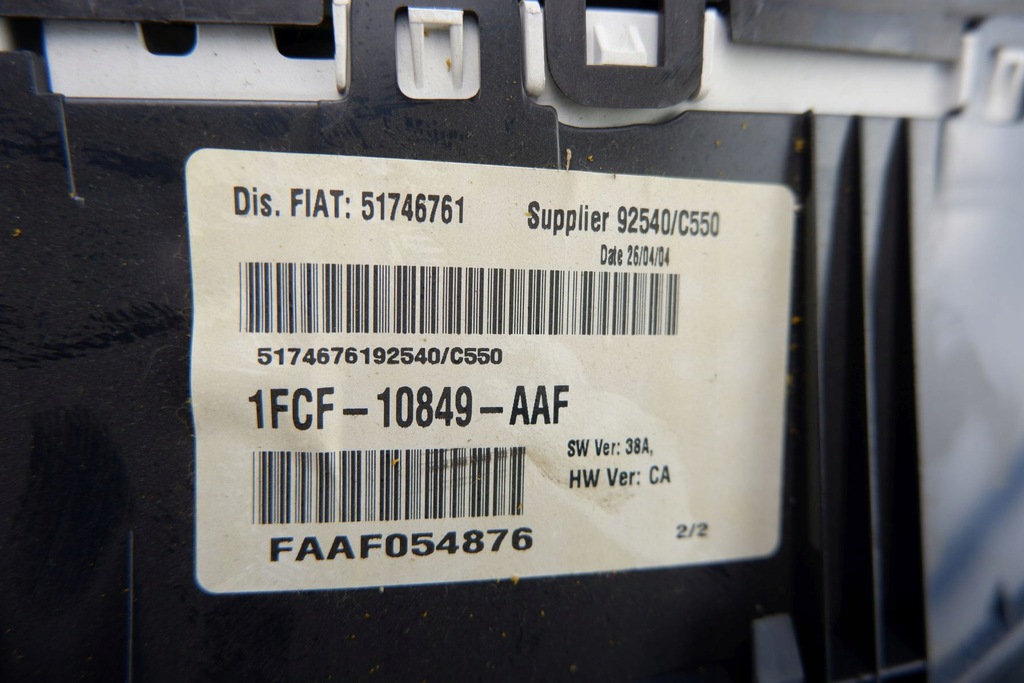 Dis. FIAT: 51746761
Supplier 92540/C550
Date 26/04/04
5174676192540/C550
1FCF-10849-AAF
SW Ver: 38A,
HW Ver: CA
FAAF054876
2/2